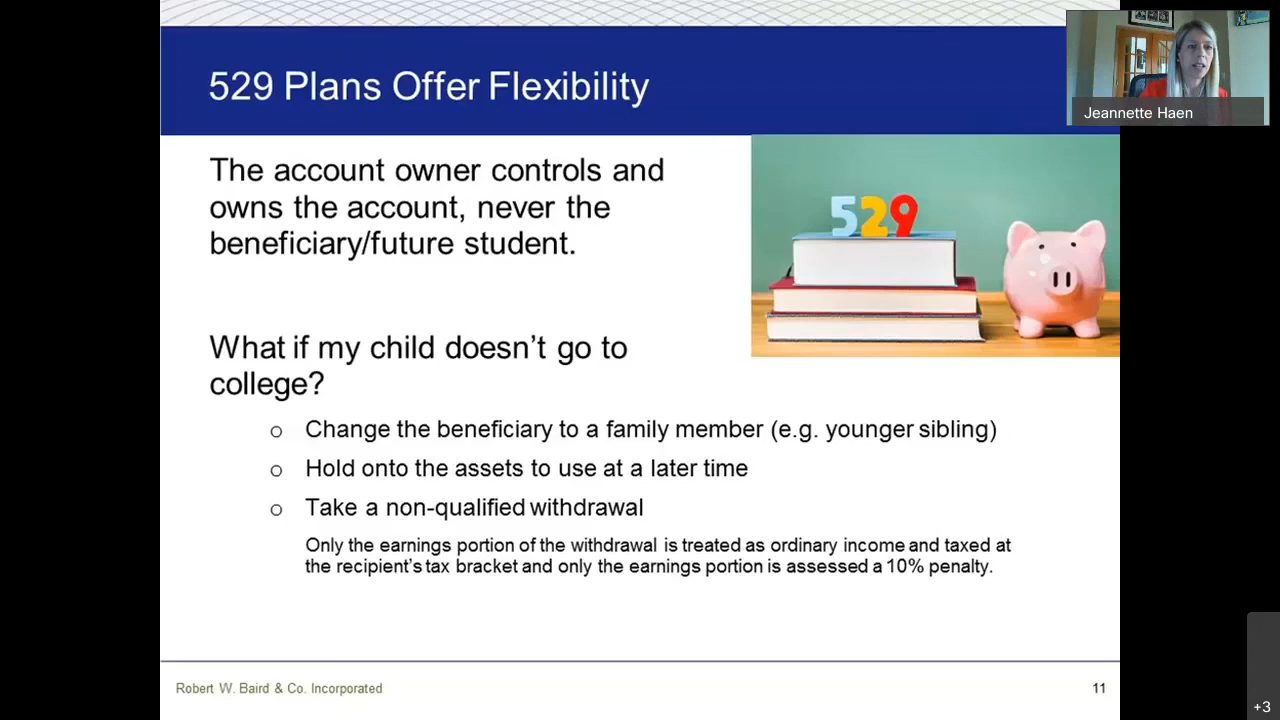 529 Plans Offer Flexibility
Jeannette Haen
The account owner controls and
owns the account, never the
beneficiary/future student.
529
What if my child doesn’t go to
college?
o Change the beneficiary to a family member (e.g. younger sibling)
o Hold onto the assets to use at a later time
o Take a non-qualified withdrawal
Only the earnings portion of the withdrawal is treated as ordinary income and taxed at
the recipient’s tax bracket and only the earnings portion is assessed a 10% penalty.
Robert W. Baird & Co. Incorporated
11
+3